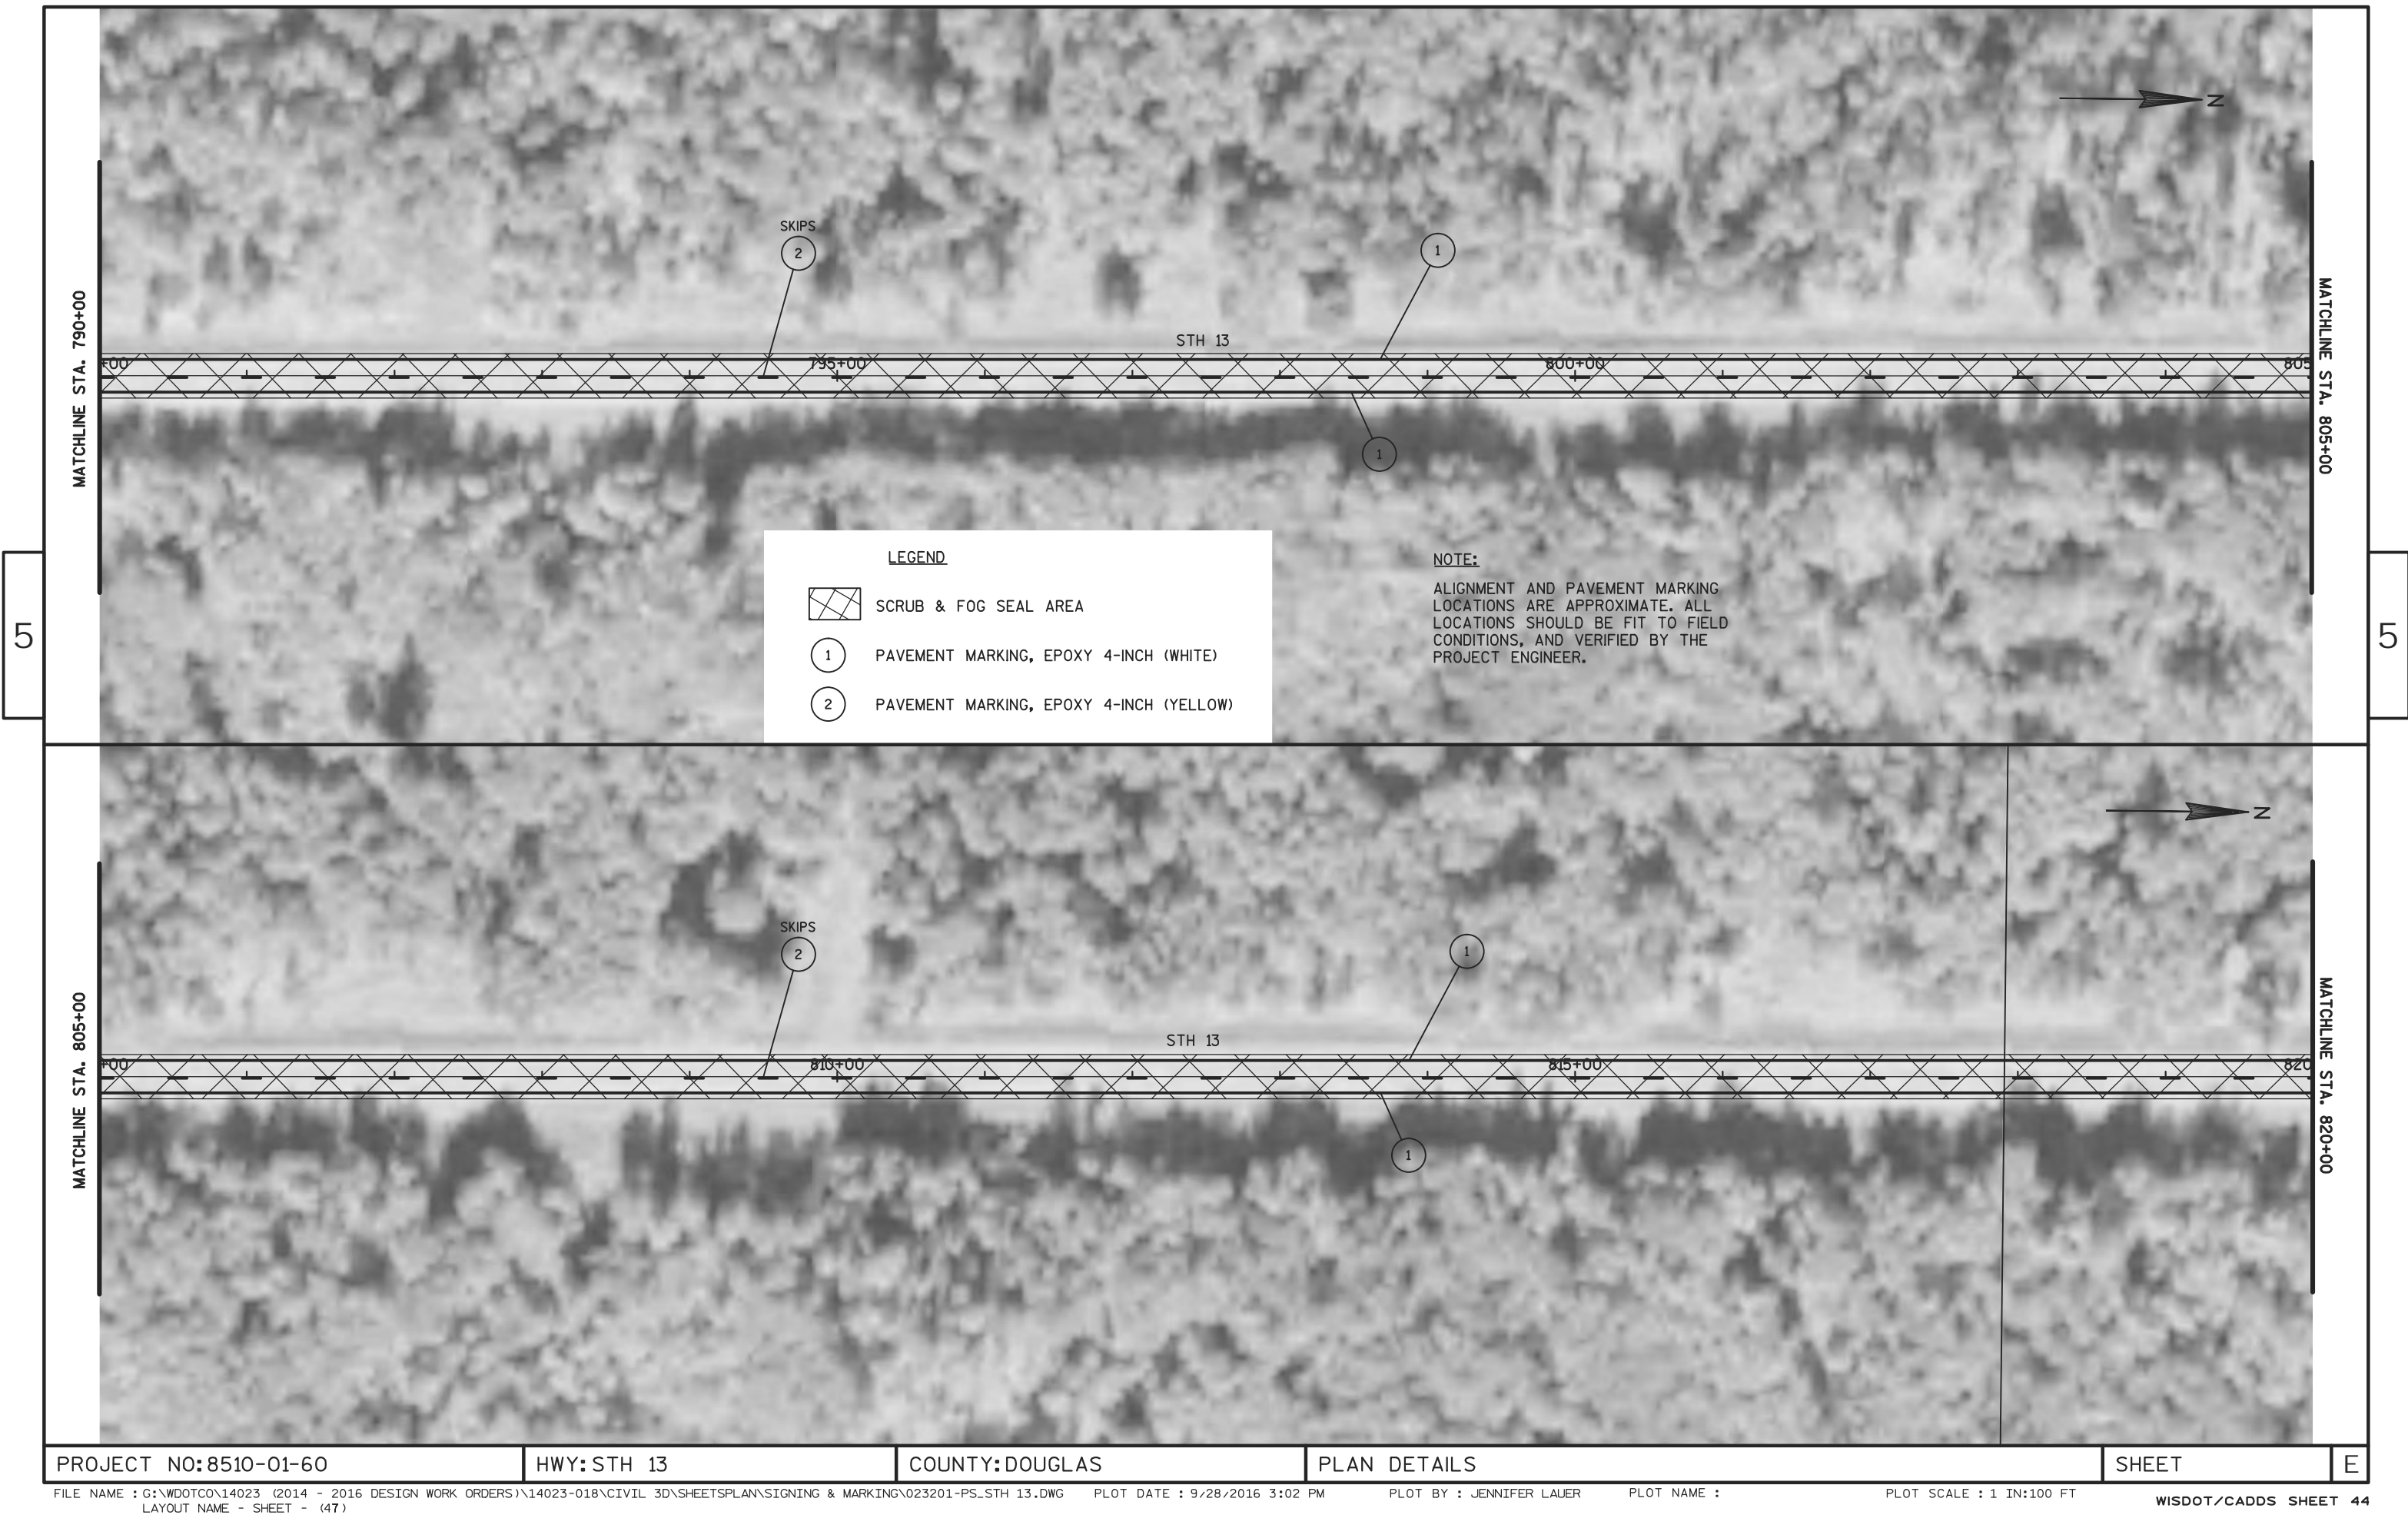 N
SKIPS
2
1
MATCHLINE STA. 790+00
MATCHLINE STA. 805+00
STH 13
+00
795+00
800+00
805
1
LEGEND
SCRUB & FOG SEAL AREA
1 PAVEMENT MARKING, EPOXY 4-INCH (WHITE)
2 PAVEMENT MARKING, EPOXY 4-INCH (YELLOW)
NOTE:
ALIGNMENT AND PAVEMENT MARKING
LOCATIONS ARE APPROXIMATE. ALL
LOCATIONS SHOULD BE FIT TO FIELD
CONDITIONS, AND VERIFIED BY THE
PROJECT ENGINEER.
5
5
N
SKIPS
2
1
MATCHLINE STA. 805+00
MATCHLINE STA. 820+00
STH 13
+00
810+00
815+00
820
1
PROJECT NO:8510-01-60
HWY:STH 13
COUNTY:DOUGLAS
PLAN DETAILS
SHEET
E
FILE NAME : G:\WDOTCO\14023 (2014 - 2016 DESIGN WORK ORDERS)\14023-018\CIVIL 3D\SHEETSPLAN\SIGNING & MARKING\023201-PS_STH 13.DWG
PLOT DATE : 9/28/2016 3:02 PM
PLOT BY : JENNIFER LAUER
PLOT NAME :
PLOT SCALE : 1 IN:100 FT
LAYOUT NAME - SHEET - (47)
WISDOT/CADDS SHEET 44